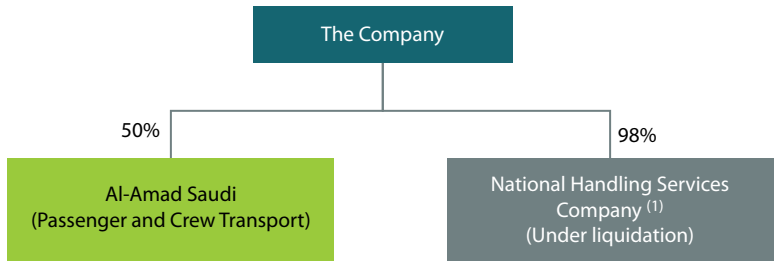 The Company
50%
98%
Al-Amad Saudi
(Passenger and Crew Transport)
National Handling Services
Company (1)
(Under liquidation)